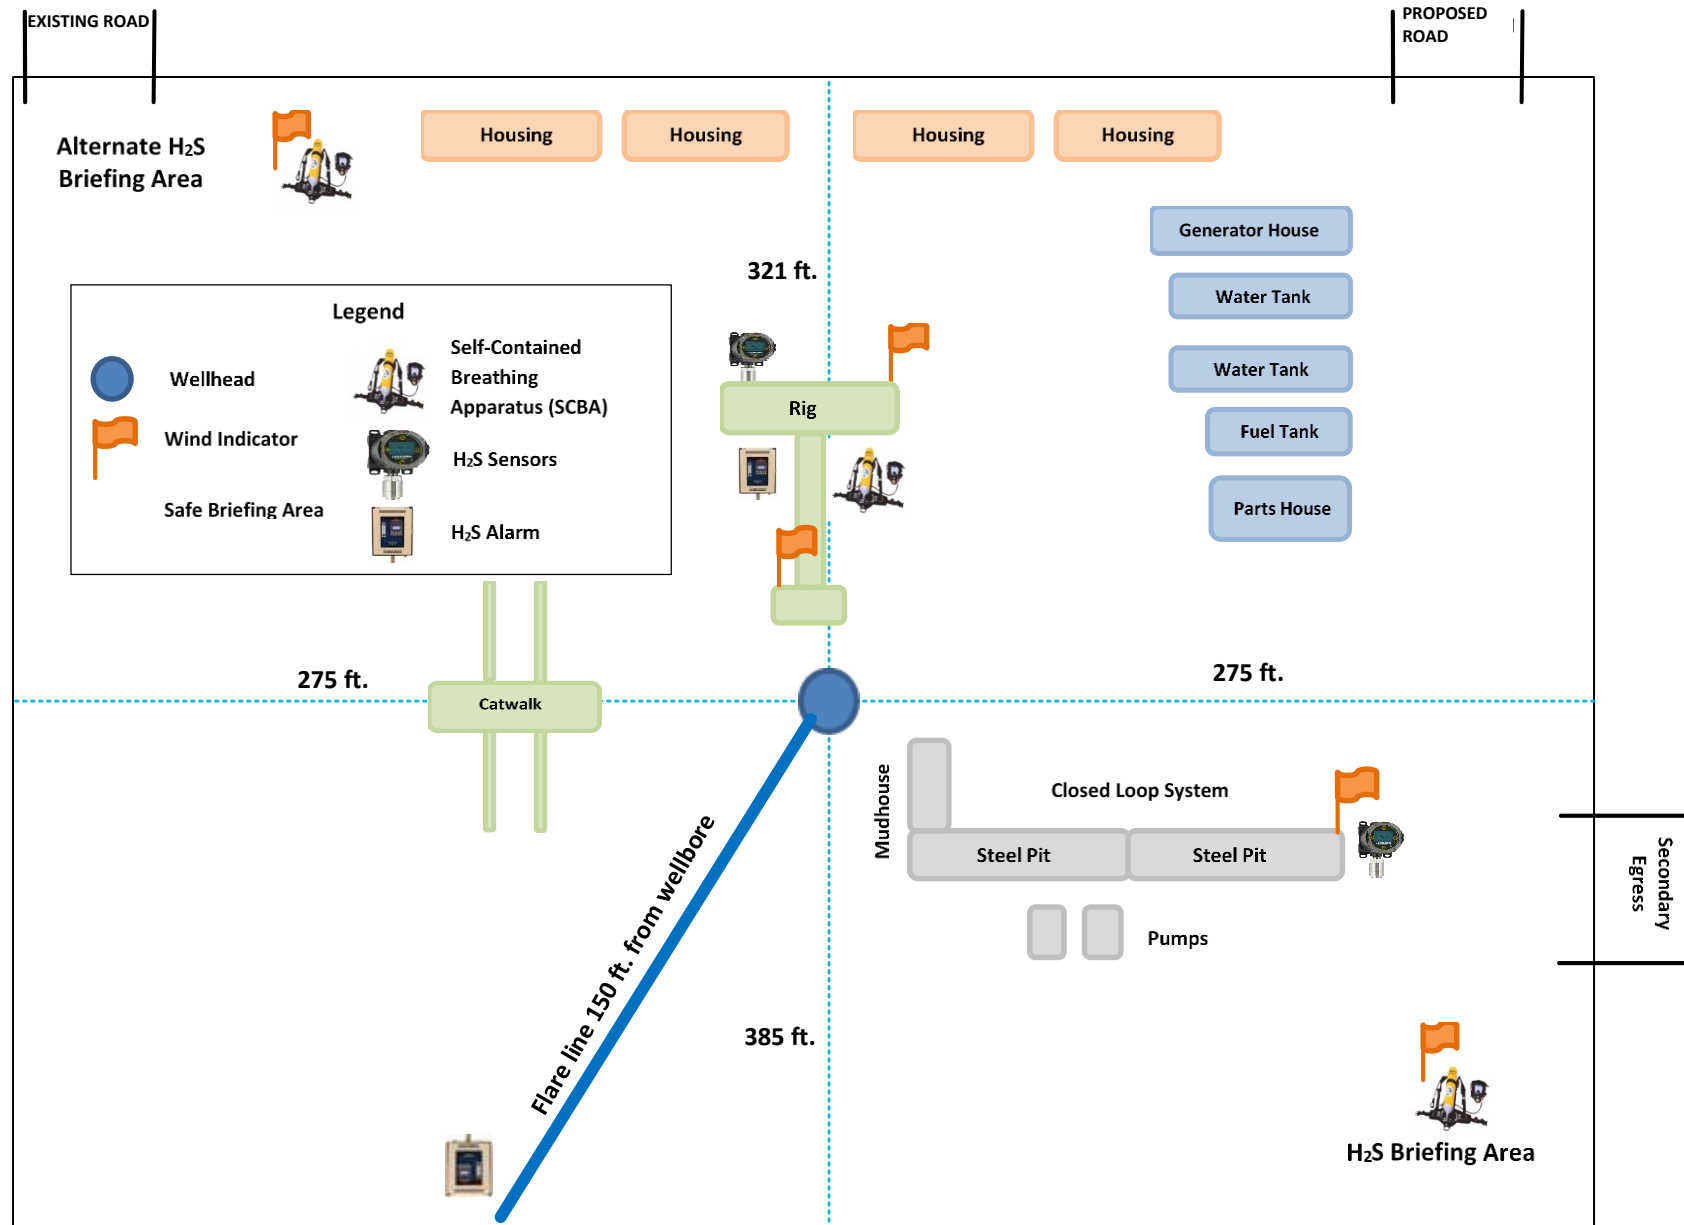 EXISTING ROAD
PROPOSED
ROAD
Alternate H2S
Briefing Area
Housing
Housing
Housing
Housing
Generator House
Water Tank
Water Tank
Fuel Tank
Parts House
321 ft.
Legend
Wellhead
Wind Indicator
Safe Briefing Area
Self-Contained
Breathing
Apparatus (SCBA)
H2S Sensors
H2S Alarm
Rig
275 ft.
Catwalk
275 ft.
Mudhouse
Closed Loop System
Steel Pit
Steel Pit
Pumps
Secondary
Egress
Flare line 150 ft. from wellbore
385 ft.
H2S Briefing Area